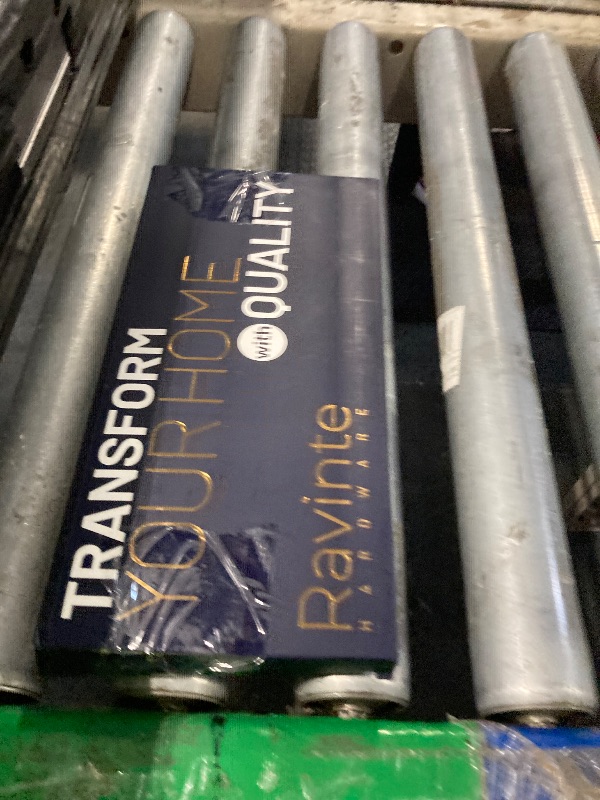 TRANSFORM
YOUR HOME
with QUALITY
Ravinte
HARDWARE